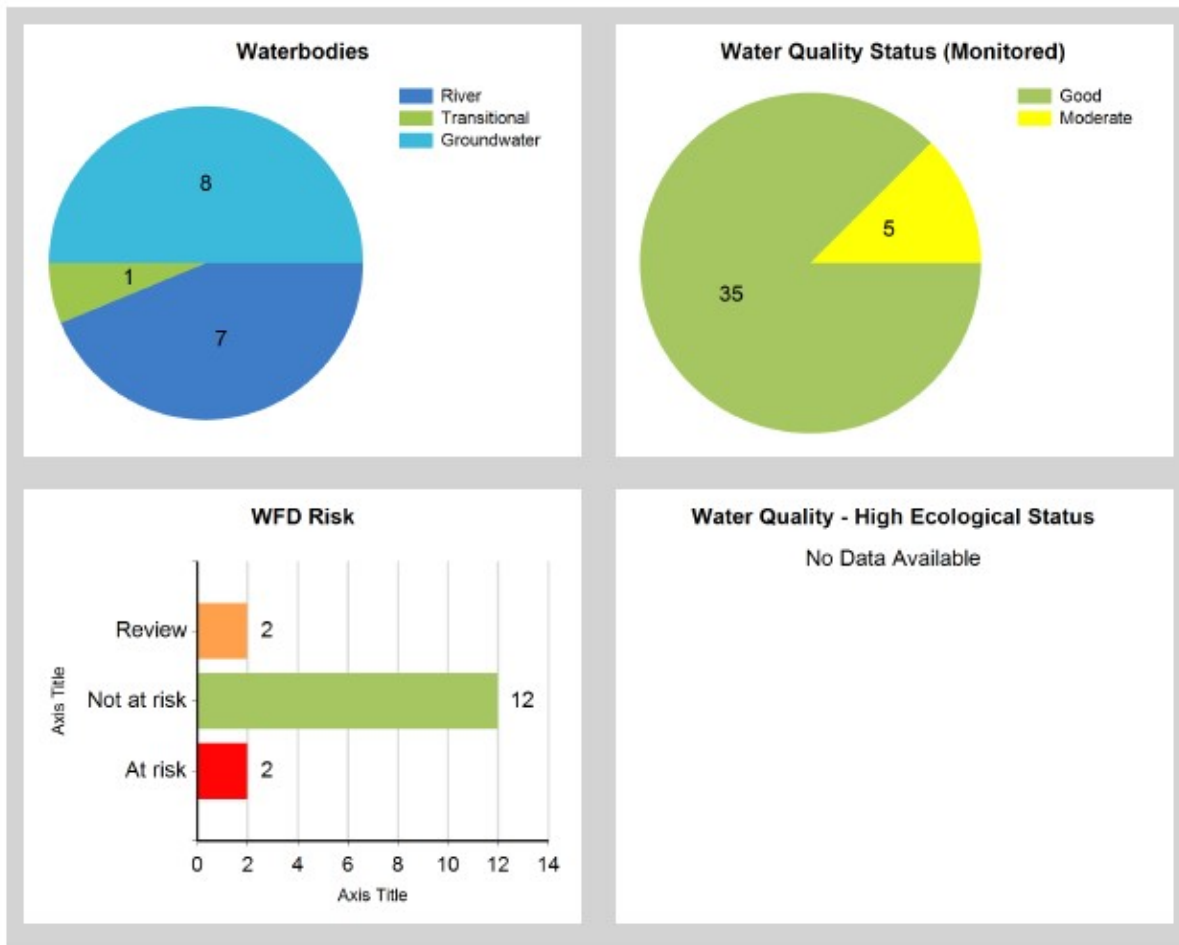 Waterbodies
River
Transitional
Groundwater
8
1
7
Water Quality Status (Monitored)
Good
Moderate
5
35
WFD Risk
Review
2
Not at risk
12
At risk
2
Axis Title
0 2 4 6 8 10 12 14
Axis Title
Water Quality - High Ecological Status
No Data Available